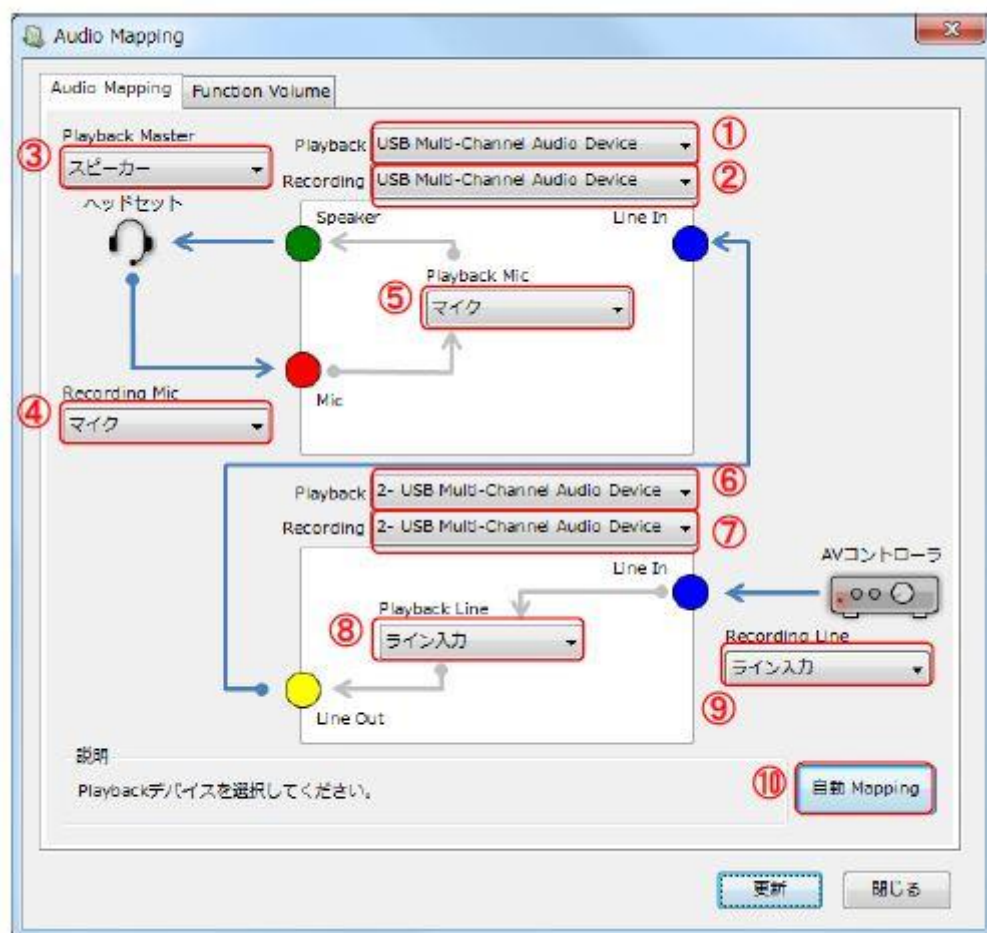 Audio Mapping
Audio Mapping Function Volume
Playback Master
③ スピーカー
Playback USB Multi-Channel Audio Device ①
Recording USB Multi-Channel Audio Device ②
ヘッドセット
Speaker Line In
Playback Mic
⑤ マイク
Mic
Recording Mic
④ マイク
Playback 2- USB Multi-Channel Audio Device ⑥
Recording 2- USB Multi-Channel Audio Device ⑦
AVコントローラ
Line In
Playback Line
⑧ ライン入力
Recording Line
ライン入力
⑨
Line Out
説明
Playbackデバイスを選択してください。
⑩ 自動 Mapping
更新 閉じる